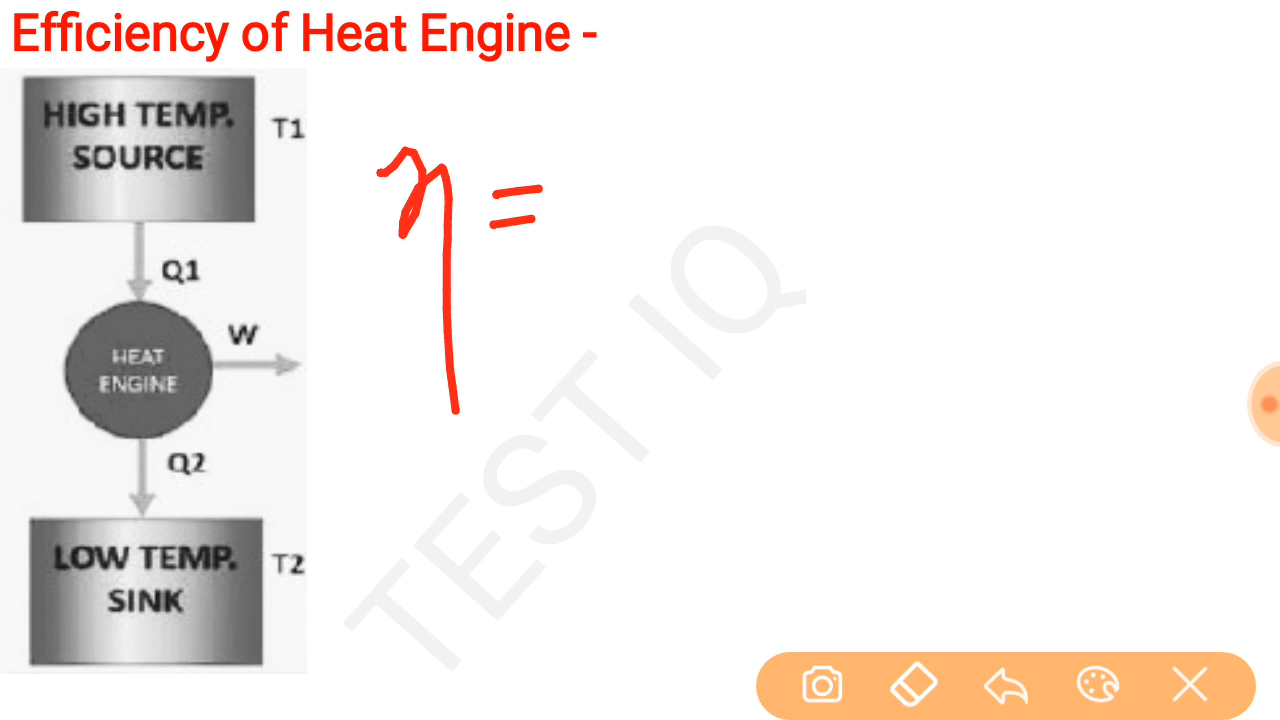 Efficiency of Heat Engine -
HIGH TEMP.
SOURCE
T1
η =
Q1
W
HEAT
ENGINE
Q2
LOW TEMP.
SINK
T2
TEST IQ